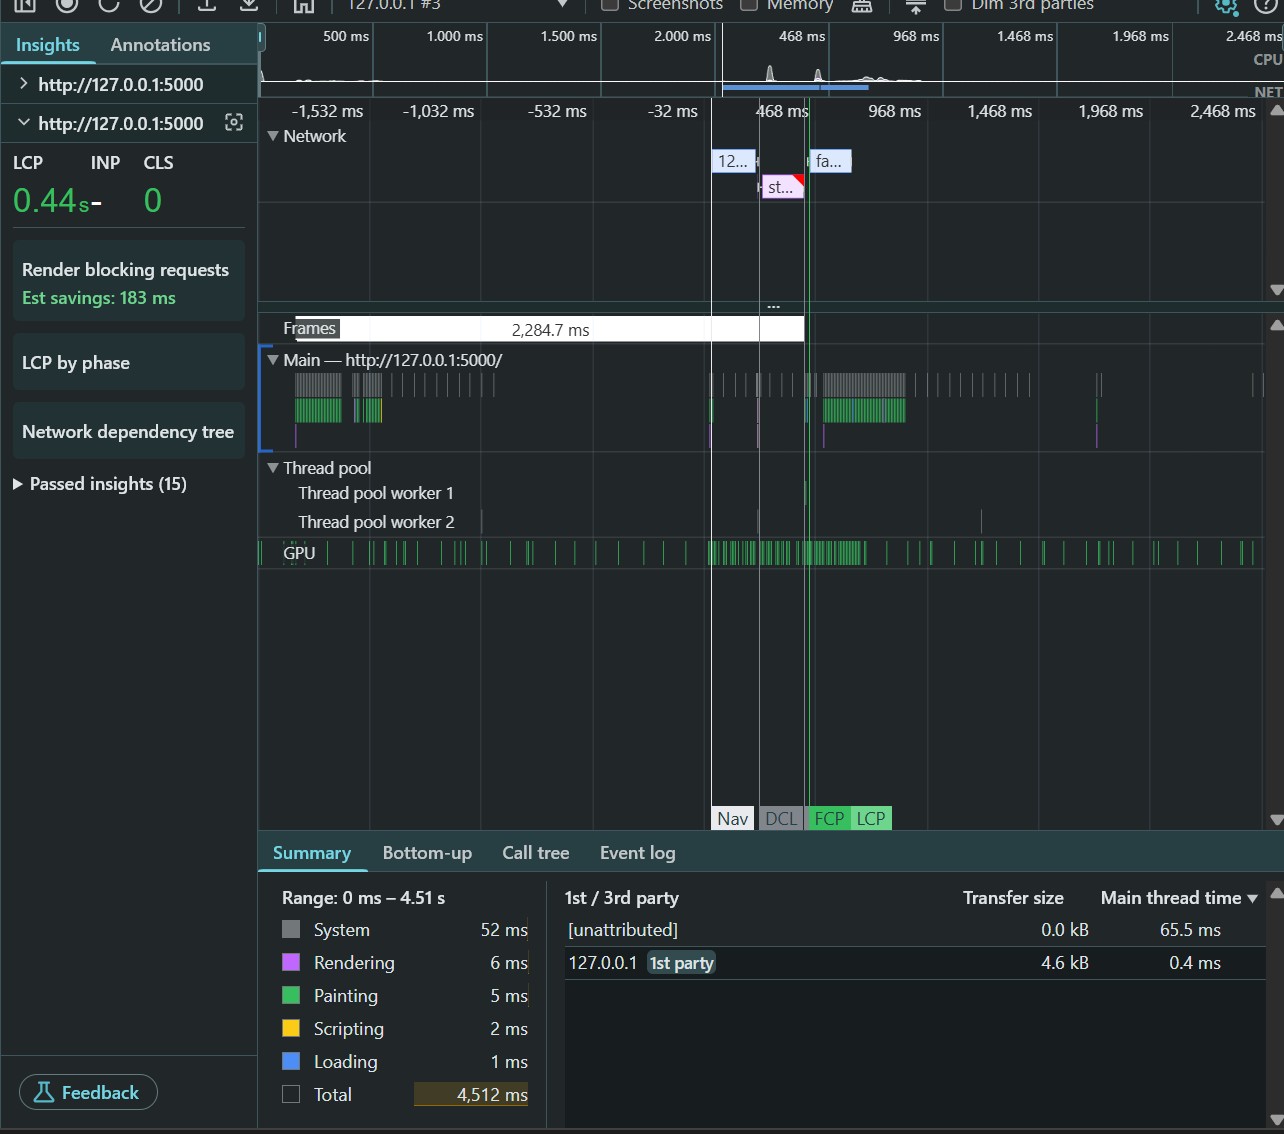 127.0.0.1 #3
Screenshots
Memory
Dim 3rd parties
Insights
Annotations
500 ms
1.000 ms
1.500 ms
2.000 ms
468 ms
968 ms
1.468 ms
1.968 ms
2.468 ms
CPU
NET
http://127.0.0.1:5000
http://127.0.0.1:5000
-1,532 ms
-1,032 ms
-532 ms
-32 ms
468 ms
968 ms
1,468 ms
1,968 ms
2,468 ms
Network
12...
fa...
st...
LCP
INP
CLS
0.44s
-
0
Render blocking requests
Est savings: 183 ms
LCP by phase
Network dependency tree
Passed insights (15)
...
Frames
2,284.7 ms
Main — http://127.0.0.1:5000/
Thread pool
Thread pool worker 1
Thread pool worker 2
GPU
Nav
DCL
FCP
LCP
Summary
Bottom-up
Call tree
Event log
Range: 0 ms – 4.51 s
System 52 ms
Rendering 6 ms
Painting 5 ms
Scripting 2 ms
Loading 1 ms
Total 4,512 ms
1st / 3rd party Transfer size Main thread time
[unattributed] 0.0 kB 65.5 ms
127.0.0.1 1st party 4.6 kB 0.4 ms
Feedback